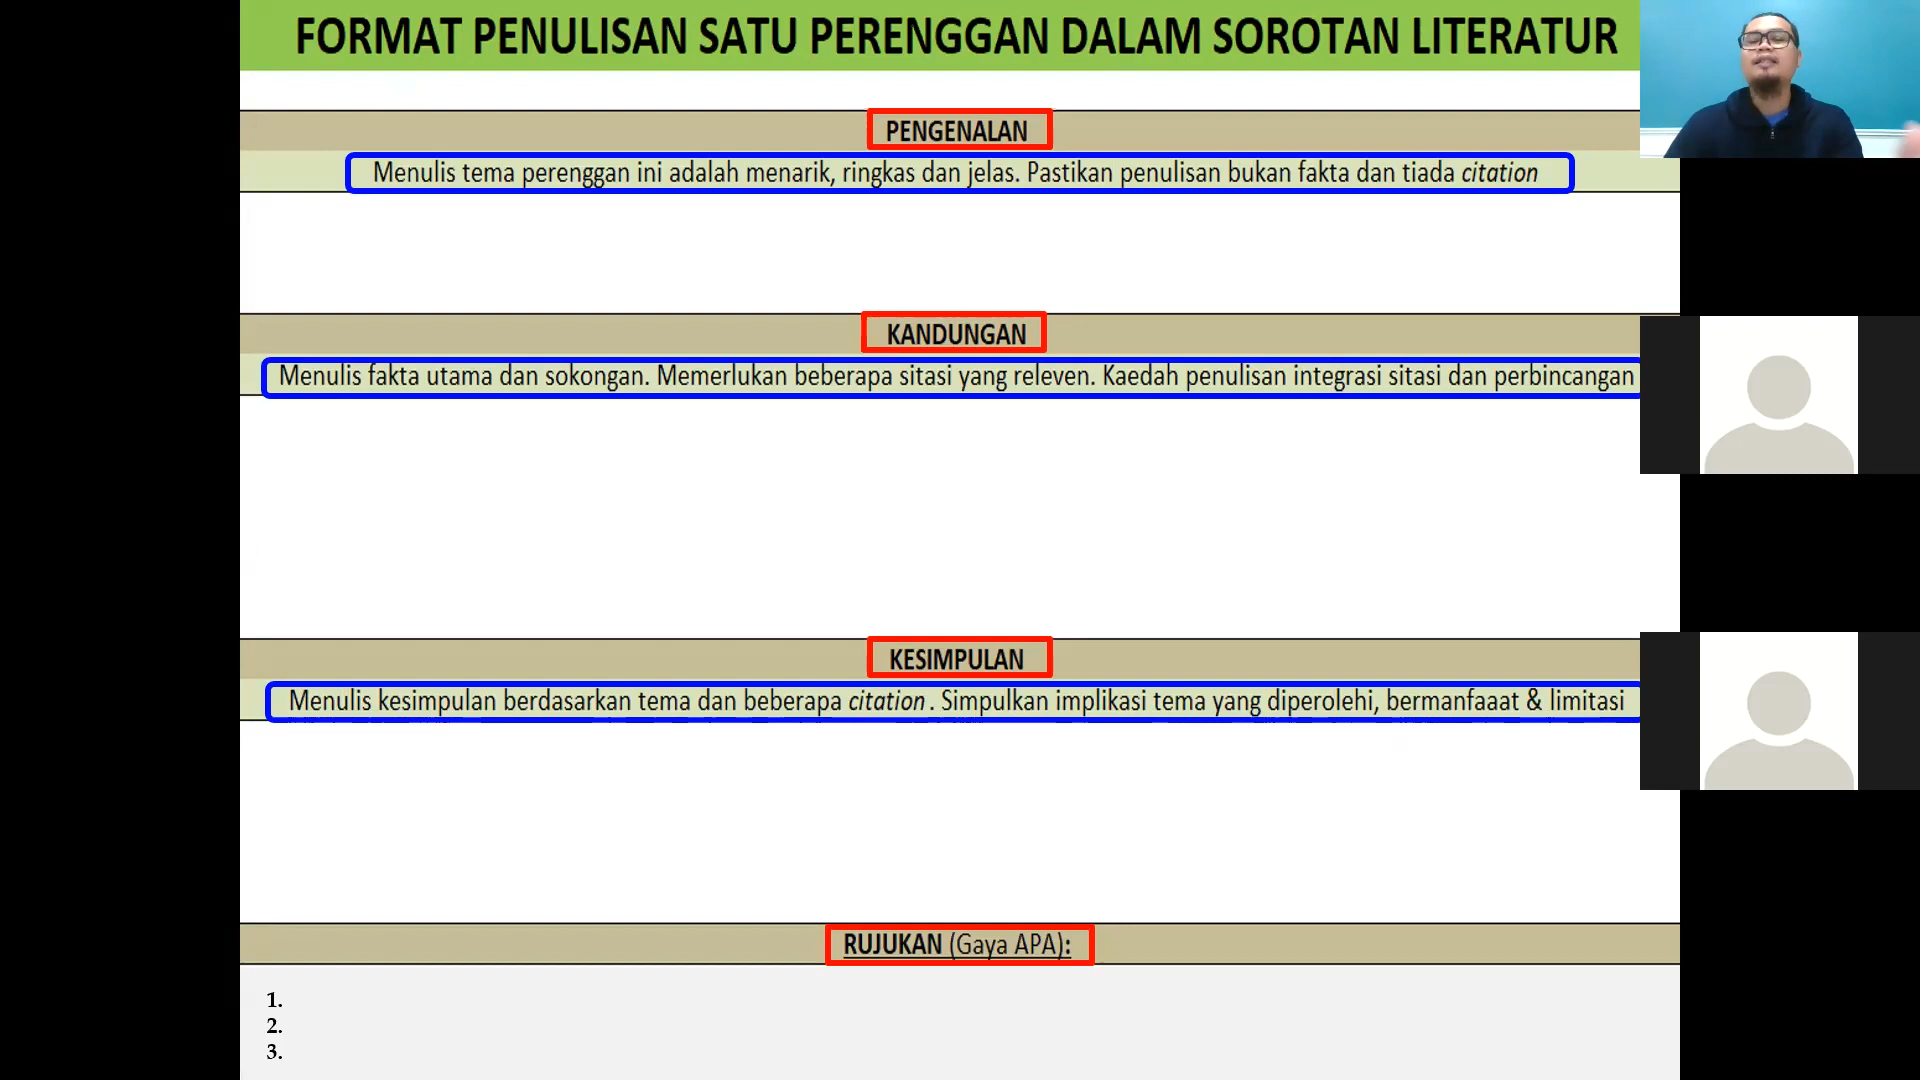 FORMAT PENULISAN SATU PERENGGAN DALAM SOROTAN LITERATUR
PENGENALAN
Menulis tema perenggan ini adalah menarik, ringkas dan jelas. Pastikan penulisan bukan fakta dan tiada citation
KANDUNGAN
Menulis fakta utama dan sokongan. Memerlukan beberapa sitasi yang releven. Kaedah penulisan integrasi sitasi dan perbincangan
KESIMPULAN
Menulis kesimpulan berdasarkan tema dan beberapa citation. Simpulkan implikasi tema yang diperolehi, bermanfaaat & limitasi
RUJUKAN (Gaya APA):
1.
2.
3.